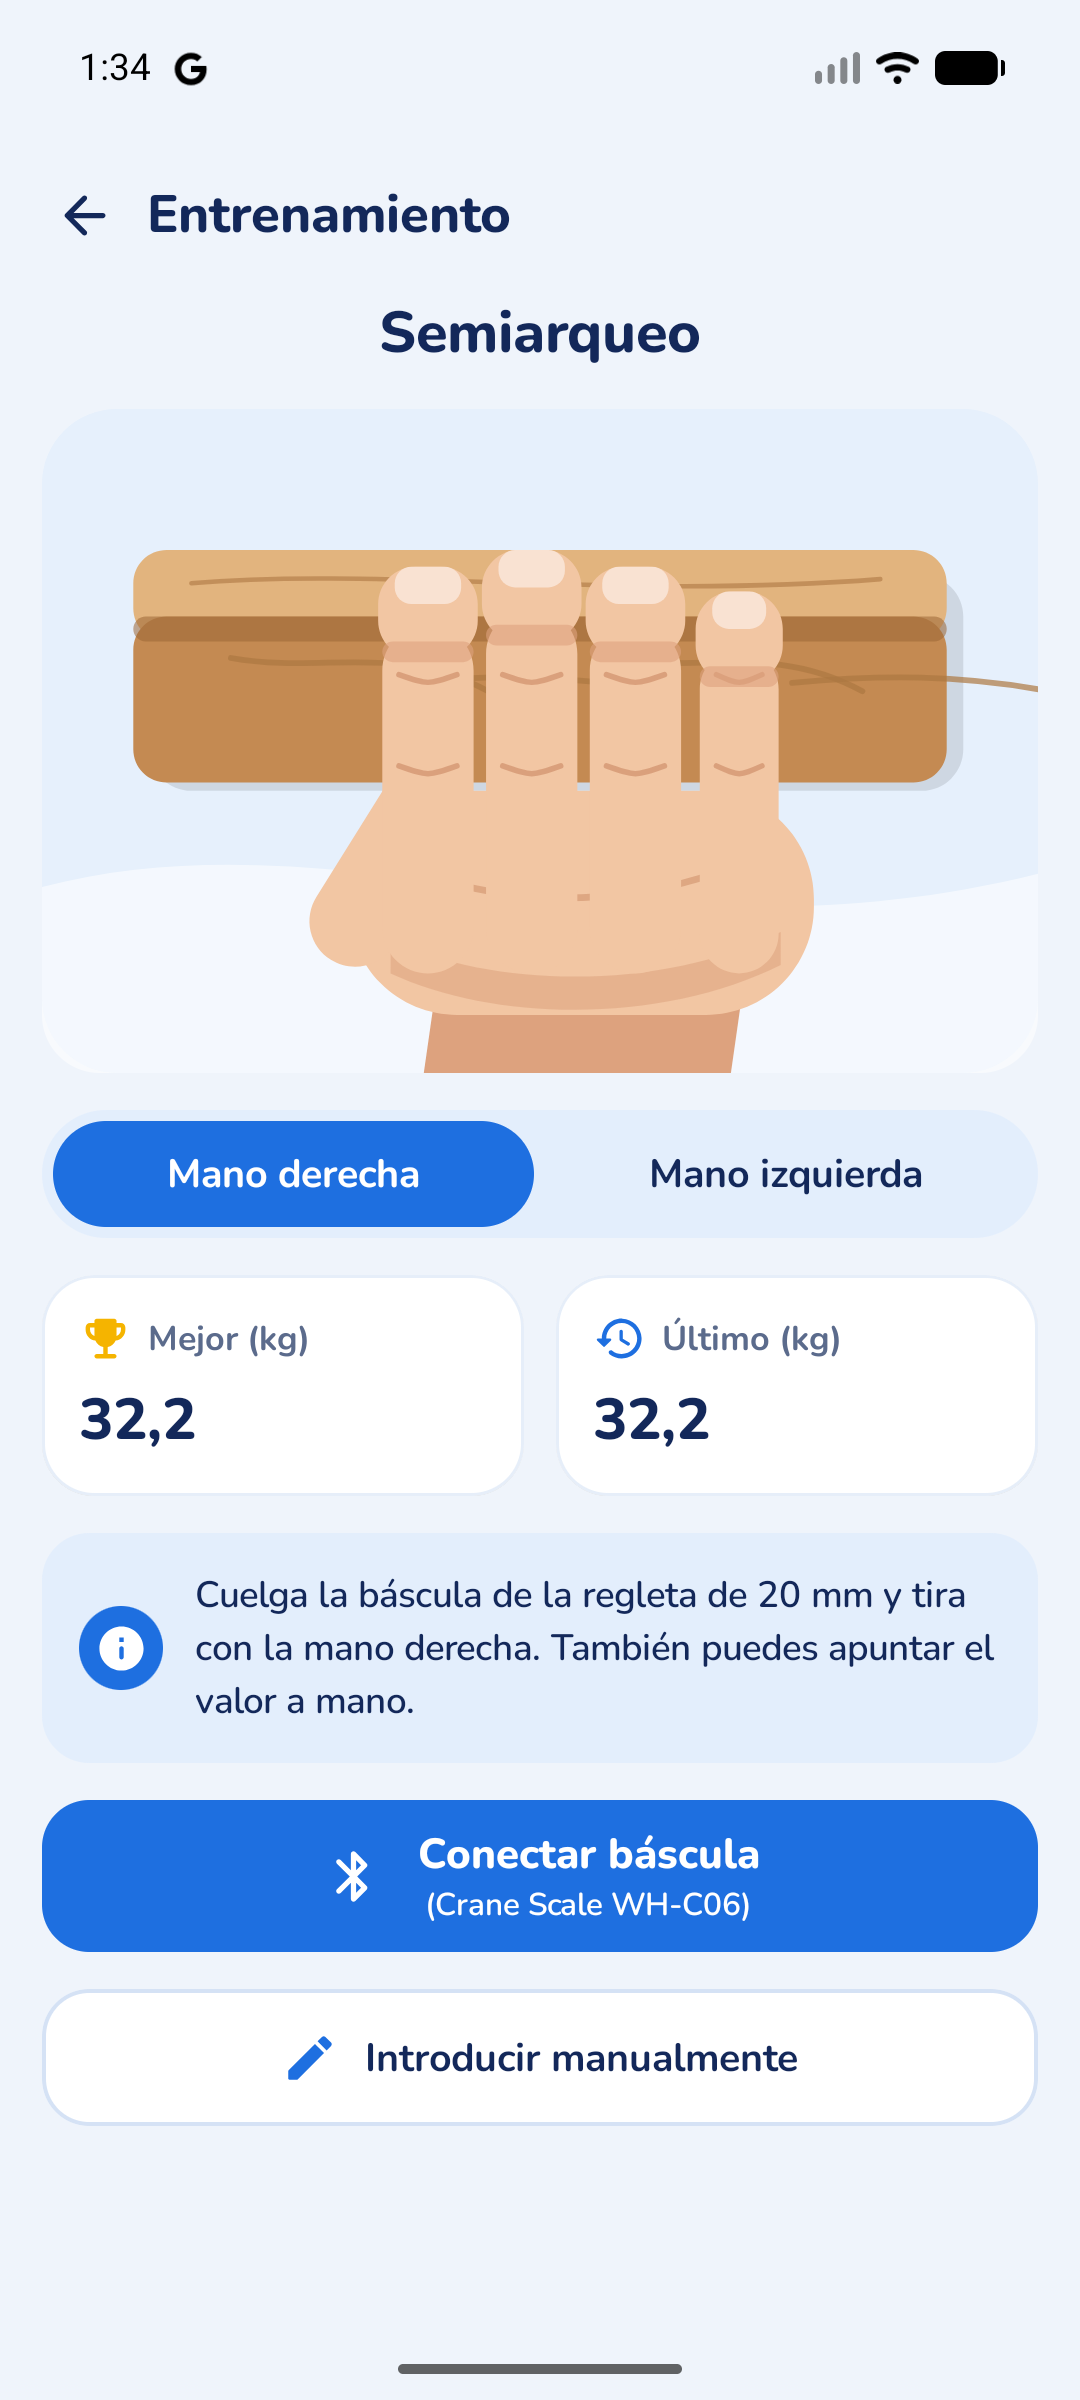 1:34 G
Entrenamiento
Semiarqueo
Mano derecha
Mano izquierda
Mejor (kg)
32,2
Último (kg)
32,2
Cuelga la báscula de la regleta de 20 mm y tira
con la mano derecha. También puedes apuntar el
valor a mano.
Conectar báscula
(Crane Scale WH-C06)
Introducir manualmente